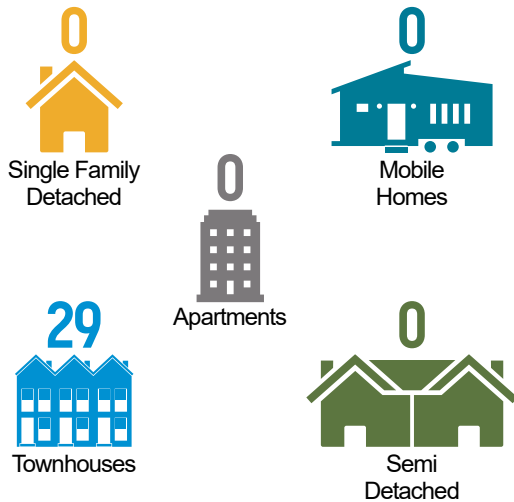 0
Single Family
Detached
0
Mobile
Homes
0
Apartments
29
Townhouses
0
Semi
Detached